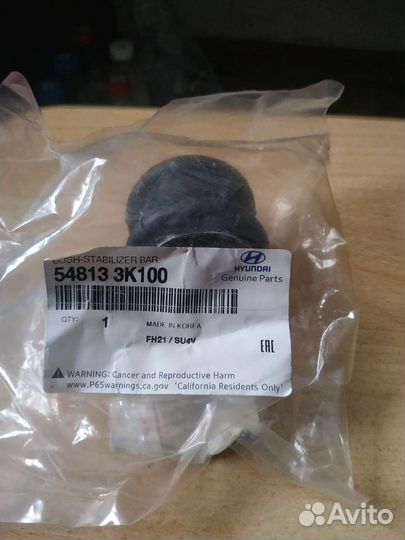 BUSH-STABILIZER BAR
54813 3K100
HYUNDAI
Genuine Parts
QTY: 1
MADE IN KOREA
FH21 / SU4V
EAC
WARNING: Cancer and Reproductive Harm
www.P65warnings.ca.gov 'California Residents Only'
Avito